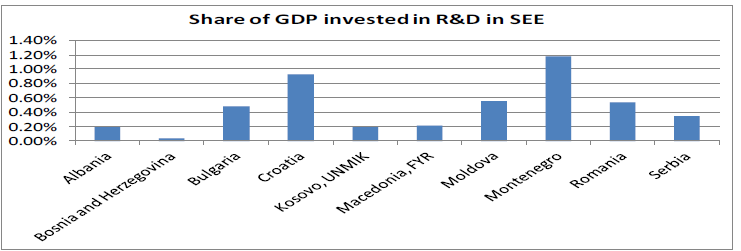 Share of GDP invested in R&D in SEE
1.40%
1.20%
1.00%
0.80%
0.60%
0.40%
0.20%
0.00%
Albania
Bosnia and Herzegovina
Bulgaria
Croatia
Kosovo, UNMIK
Macedonia, FYR
Moldova
Montenegro
Romania
Serbia